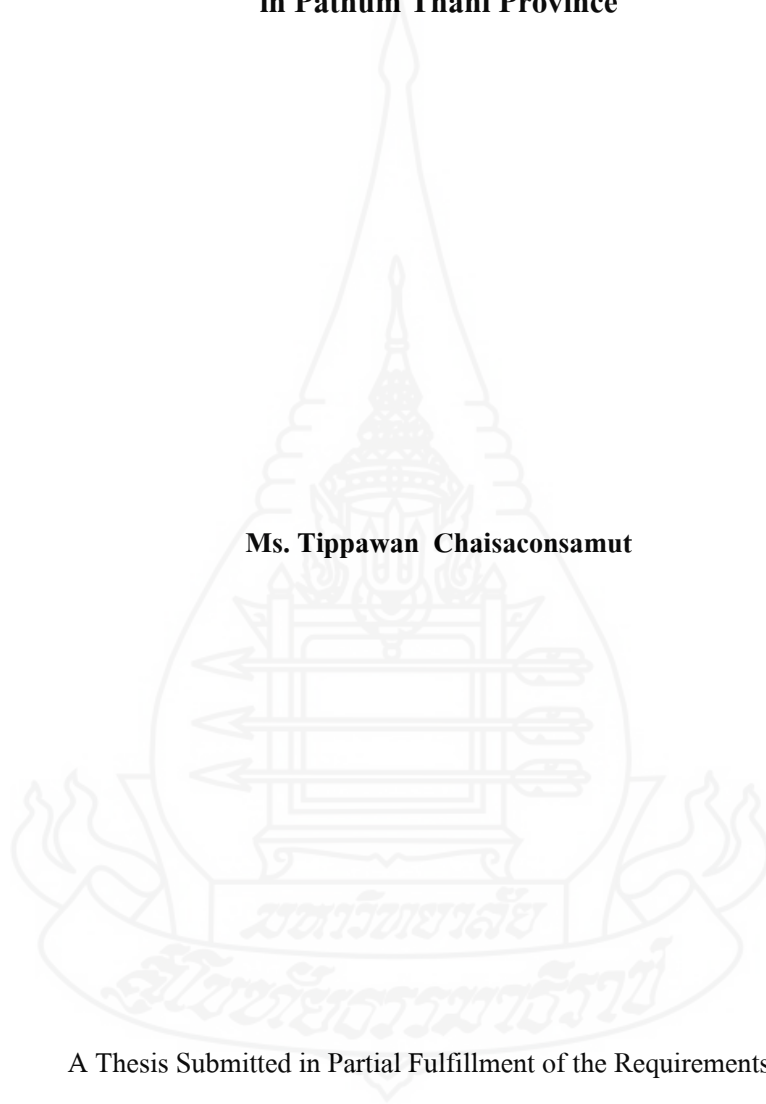 in Pathum Thani Province
Ms. Tippawan Chaisaconsamut
มหาวิทยาลัย
สุโขทัยธรรมาธิราช
A Thesis Submitted in Partial Fulfillment of the Requirements